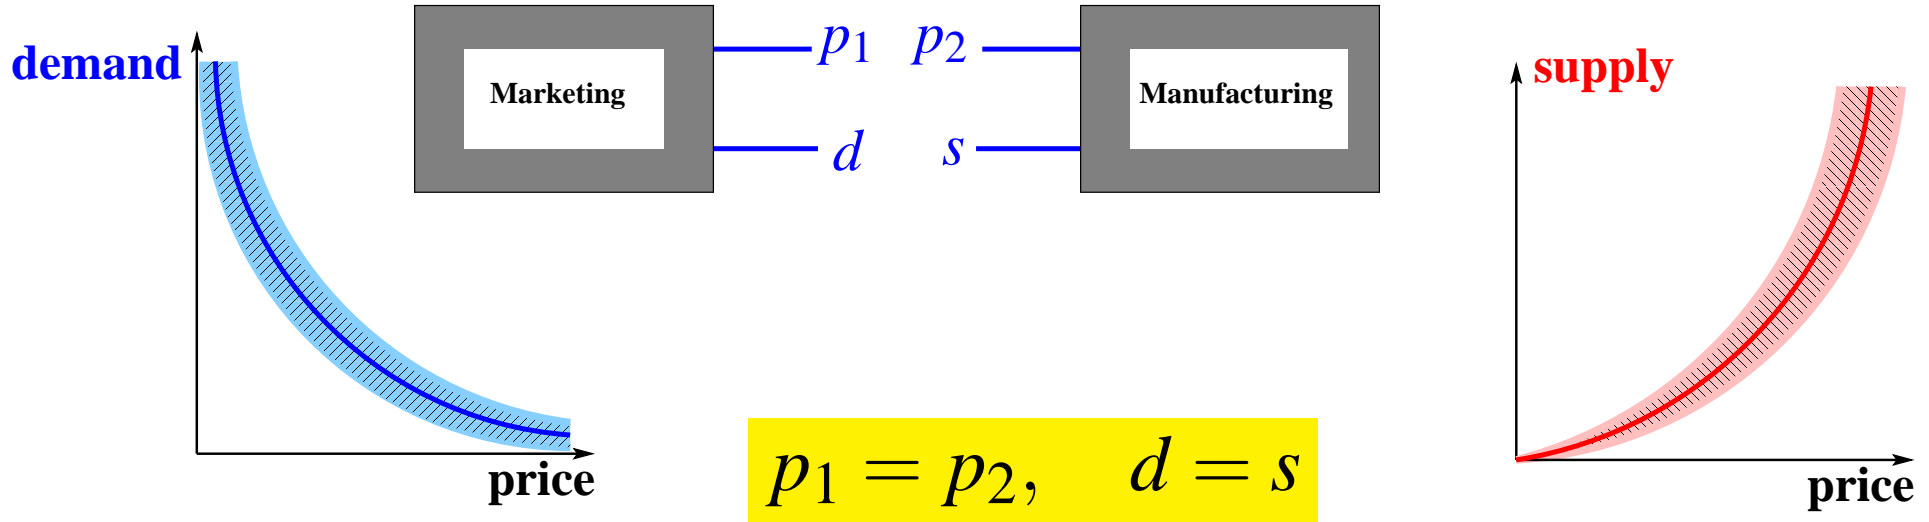 demand
price
Marketing
p₁
d
p₂
s
Manufacturing
p₁ = p₂, d = s
supply
price